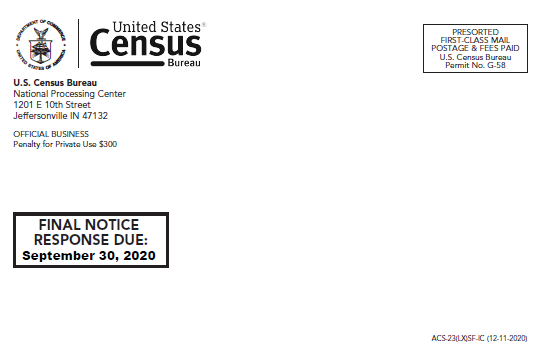 DEPARTMENT OF COMMERCE
UNITED STATES OF AMERICA
United States®
Census
Bureau
PRESORTED
FIRST-CLASS MAIL
POSTAGE & FEES PAID
U.S. Census Bureau
Permit No. G-58
U.S. Census Bureau
National Processing Center
1201 E 10th Street
Jeffersonville IN 47132
OFFICIAL BUSINESS
Penalty for Private Use $300
FINAL NOTICE
RESPONSE DUE:
September 30, 2020
ACS-23(LX)SF-IC (12-11-2020)